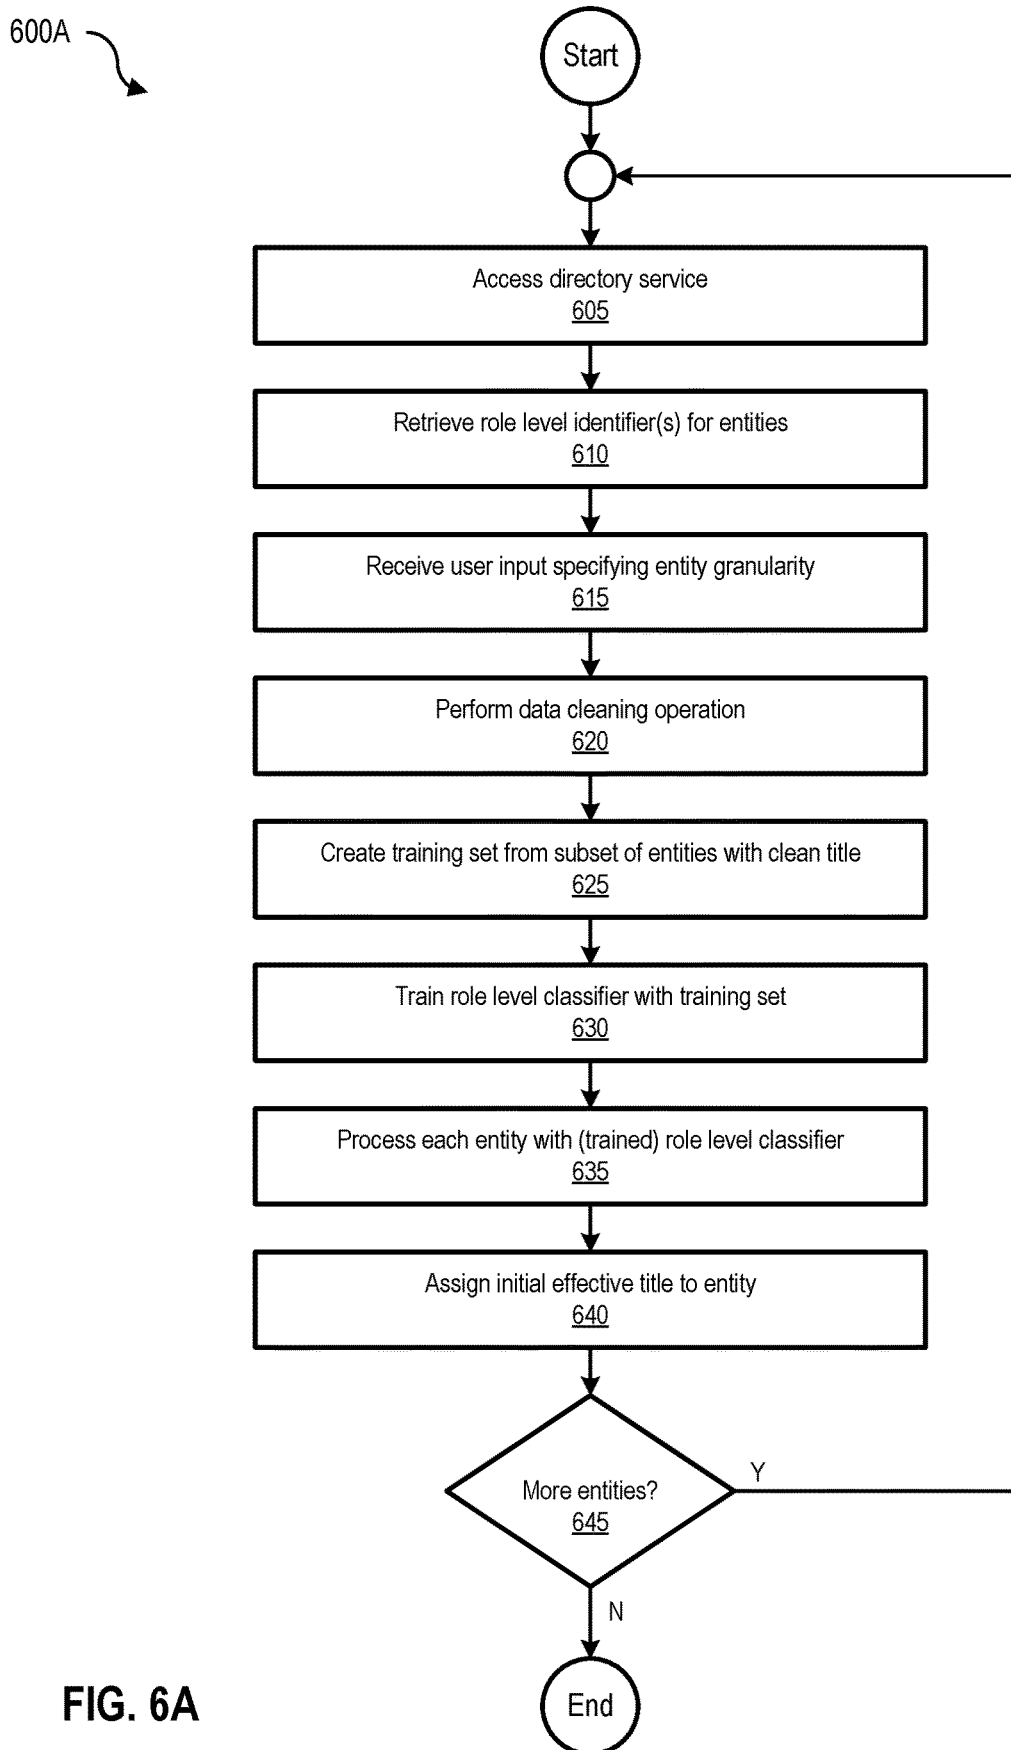 600A
Start
Access directory service
605
Retrieve role level identifier(s) for entities
610
Receive user input specifying entity granularity
615
Perform data cleaning operation
620
Create training set from subset of entities with clean title
625
Train role level classifier with training set
630
Process each entity with (trained) role level classifier
635
Assign initial effective title to entity
640
More entities?
645
Y
N
End
FIG. 6A